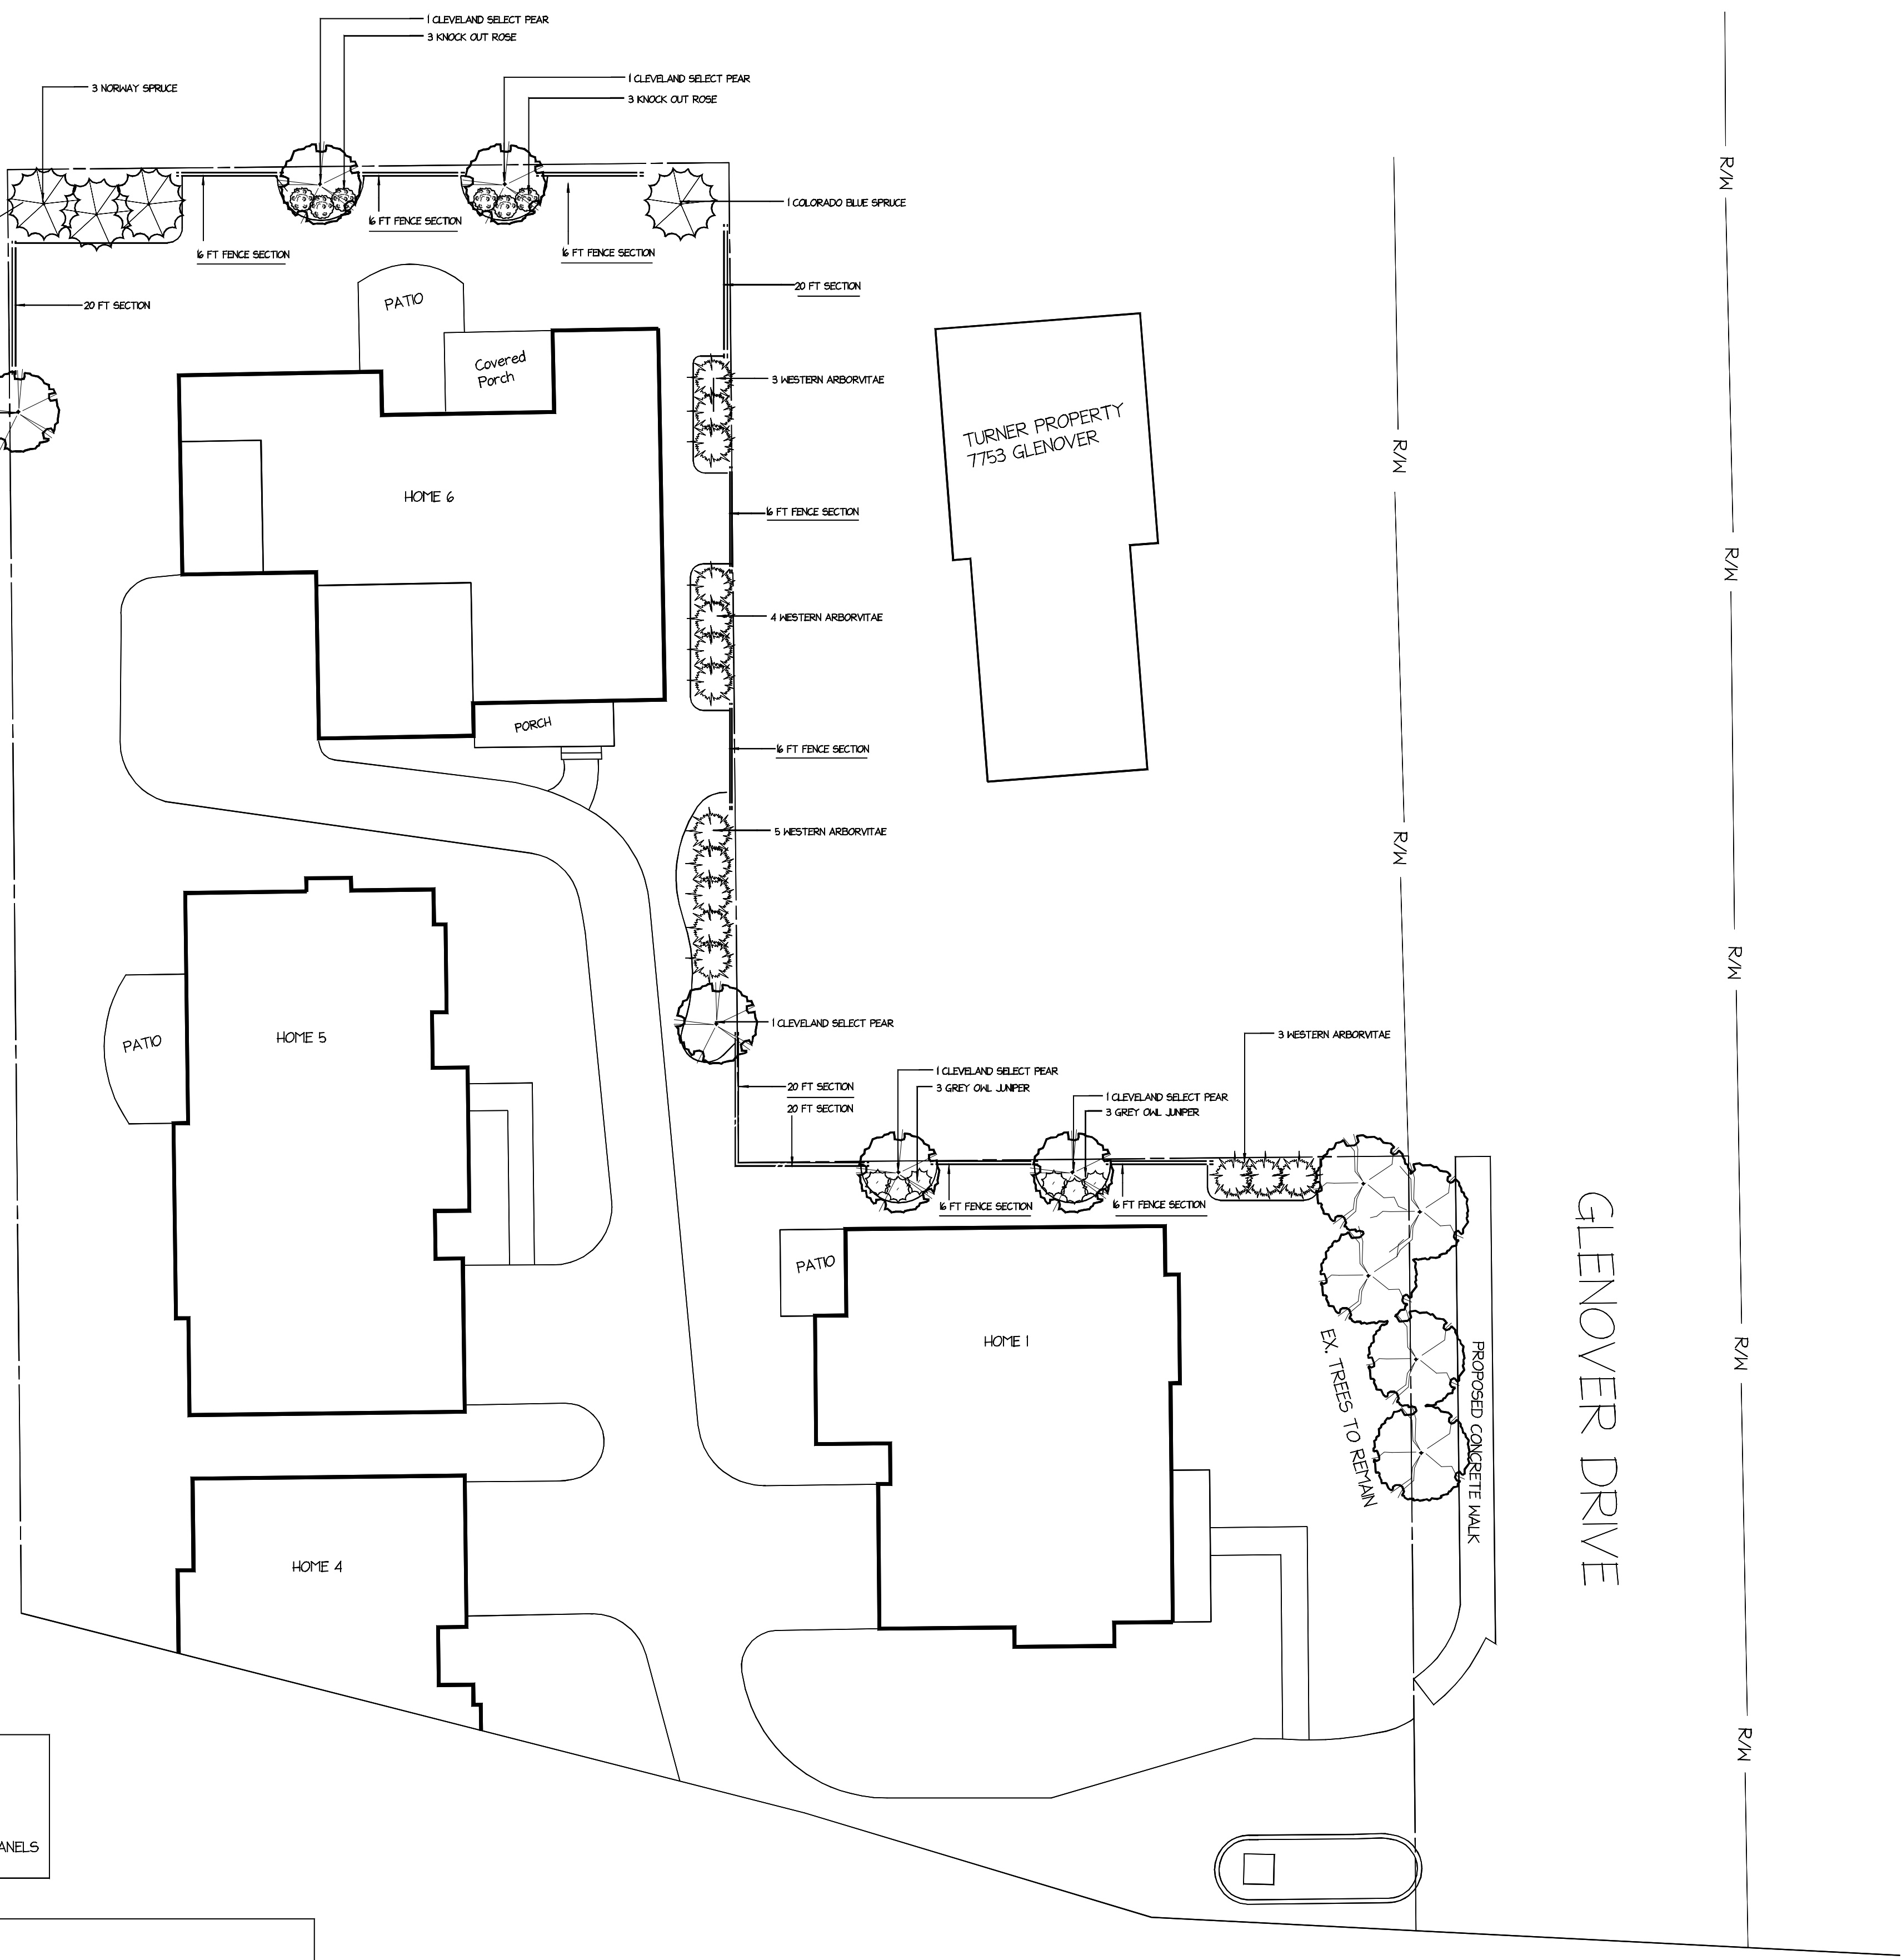 1 CLEVELAND SELECT PEAR
3 KNOCK OUT ROSE
1 CLEVELAND SELECT PEAR
3 KNOCK OUT ROSE
3 NORWAY SPRUCE
R/W
1 COLORADO BLUE SPRUCE
16 FT FENCE SECTION
16 FT FENCE SECTION
16 FT FENCE SECTION
20 FT SECTION
20 FT SECTION
PATIO
Covered
Porch
3 WESTERN ARBORVITAE
TURNER PROPERTY
7753 GLENOVER
R/W
HOME 6
16 FT FENCE SECTION
R/W
4 WESTERN ARBORVITAE
PORCH
16 FT FENCE SECTION
5 WESTERN ARBORVITAE
R/W
R/W
1 CLEVELAND SELECT PEAR
HOME 5
PATIO
3 WESTERN ARBORVITAE
1 CLEVELAND SELECT PEAR
3 GREY OWL JUNIPER
20 FT SECTION
20 FT SECTION
1 CLEVELAND SELECT PEAR
3 GREY OWL JUNIPER
16 FT FENCE SECTION
16 FT FENCE SECTION
PATIO
HOME 1
EX. TREES TO REMAIN
PROPOSED CONCRETE WALK
GLENOVER DRIVE
R/W
HOME 4
R/W
ANELS